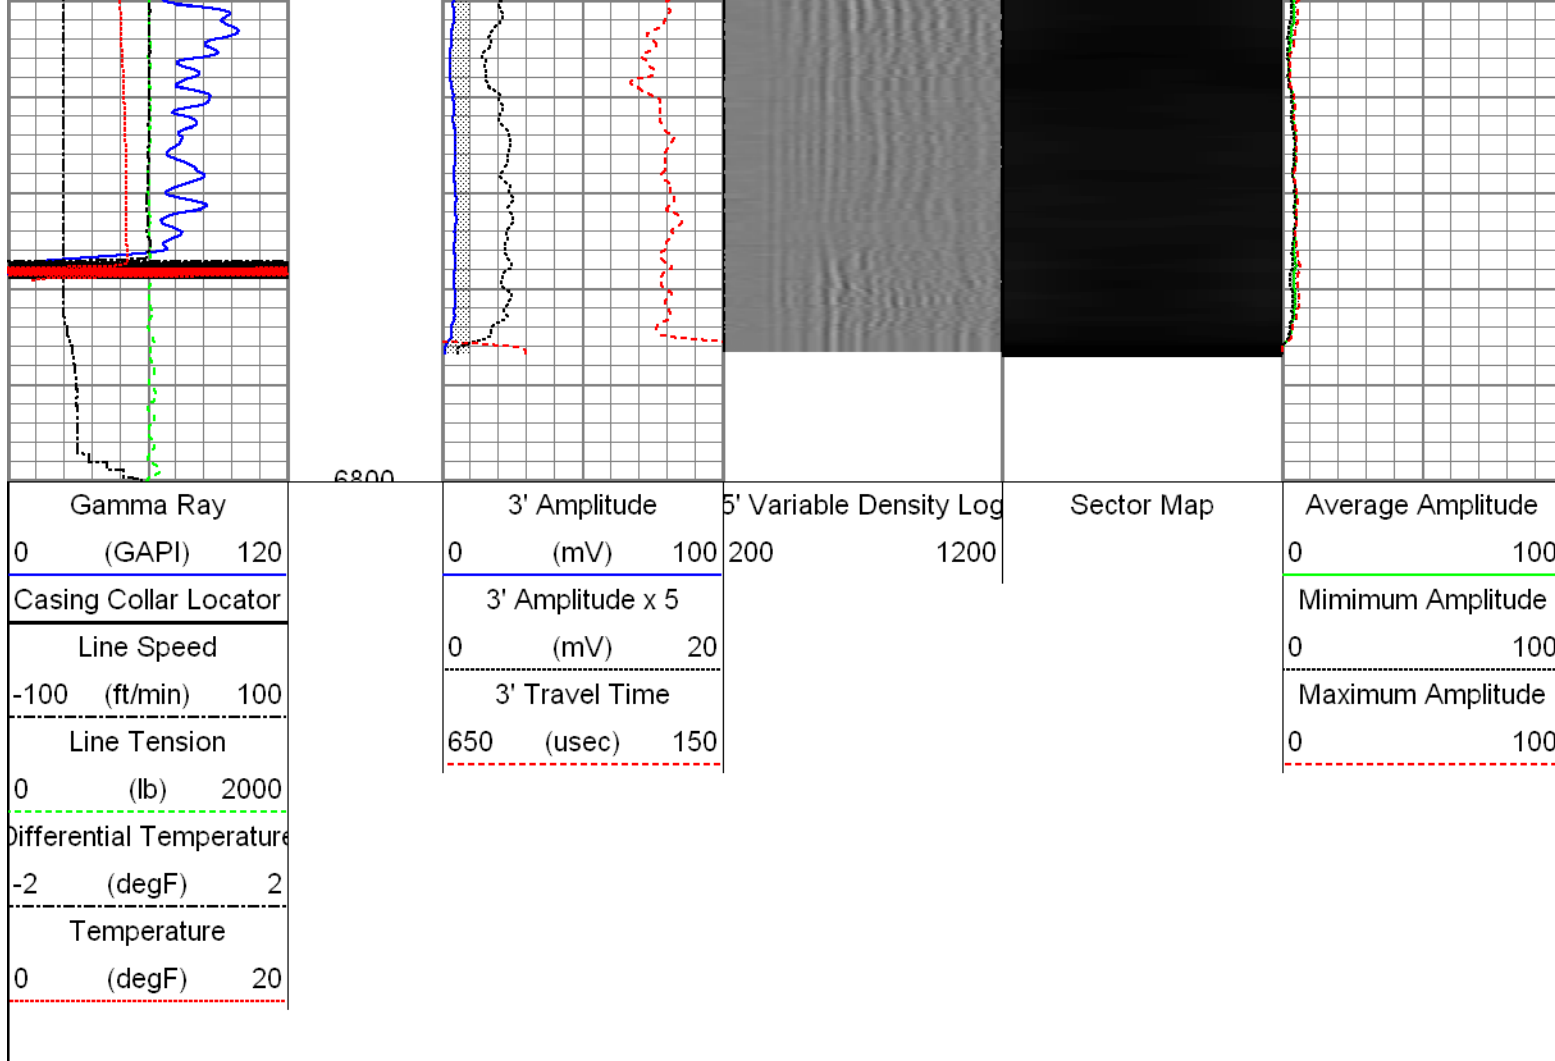 6800
Gamma Ray
0 (GAPI) 120
Casing Collar Locator
Line Speed
-100 (ft/min) 100
Line Tension
0 (lb) 2000
Differential Temperature
-2 (degF) 2
Temperature
0 (degF) 20
3' Amplitude
0 (mV) 100
3' Amplitude x 5
0 (mV) 20
3' Travel Time
650 (usec) 150
5' Variable Density Log
200 1200
Sector Map
Average Amplitude
0 100
Mimimum Amplitude
0 100
Maximum Amplitude
0 100